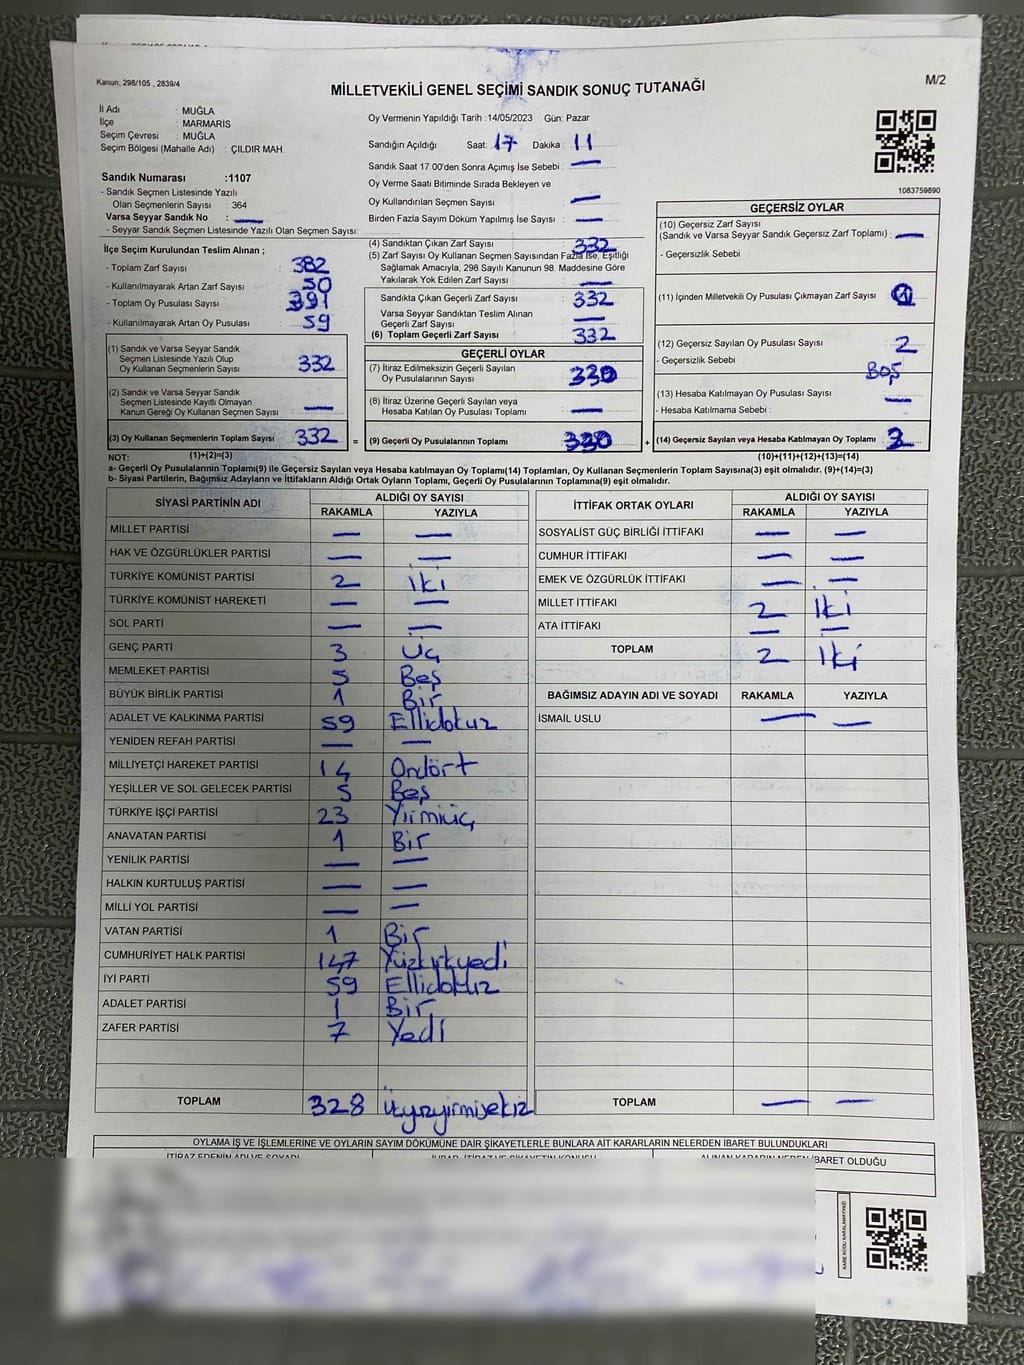 Kanun; 298/105 , 2839/4
MİLLETVEKİLİ GENEL SEÇİMİ SANDIK SONUÇ TUTANAĞI
M/2
İl Adı : MUĞLA
İlçe : MARMARİS
Seçim Çevresi : MUĞLA
Seçim Bölgesi (Mahalle Adı) : ÇILDIR MAH.
Sandık Numarası :1107
- Sandık Seçmen Listesinde Yazılı
Olan Seçmenlerin Sayısı : 364
Varsa Seyyar Sandık No : —
- Seyyar Sandık Seçmen Listesinde Yazılı Olan Seçmen Sayısı:
Oy Vermenin Yapıldığı Tarih :14/05/2023 Gün: Pazar
Sandığın Açıldığı Saat: 17 Dakika : 11
Sandık Saat 17.00'den Sonra Açımış İse Sebebi : —
Oy Verme Saati Bitiminde Sırada Bekleyen ve
Oy Kullandırılan Seçmen Sayısı : —
Birden Fazla Sayım Döküm Yapılmış İse Sayısı : —
1083759890
İlçe Seçim Kurulundan Teslim Alınan ;
- Toplam Zarf Sayısı : 382
- Kullanılmayarak Artan Zarf Sayısı : 50
- Toplam Oy Pusulası Sayısı : 391
- Kullanılmayarak Artan Oy Pusulası : 59
(1) Sandık ve Varsa Seyyar Sandık
Seçmen Listesinde Yazılı Olup
Oy Kullanan Seçmenlerin Sayısı : 332
(2) Sandık ve Varsa Seyyar Sandık
Seçmen Listesinde Kayıtlı Olmayan
Kanun Gereği Oy Kullanan Seçmen Sayısı : —
(3) Oy Kullanan Seçmenlerin Toplam Sayısı 332 =
(4) Sandıktan Çıkan Zarf Sayısı : 332
(5) Zarf Sayısı Oy Kullanan Seçmen Sayısından Fazla İse, Eşitliği
Sağlamak Amacıyla, 298 Sayılı Kanunun 98. Maddesine Göre
Yakılarak Yok Edilen Zarf Sayısı : —
Sandıkta Çıkan Geçerli Zarf Sayısı : 332
Varsa Seyyar Sandıktan Teslim Alınan
Geçerli Zarf Sayısı : —
(6) Toplam Geçerli Zarf Sayısı : 332
GEÇERLİ OYLAR
(7) İtiraz Edilmeksizin Geçerli Sayılan
Oy Pusulalarının Sayısı : 330
(8) İtiraz Üzerine Geçerli Sayılan veya
Hesaba Katılan Oy Pusulası Toplamı : —
(9) Geçerli Oy Pusulalarının Toplamı : 330 +
GEÇERSİZ OYLAR
(10) Geçersiz Zarf Sayısı
(Sandık ve Varsa Seyyar Sandık Geçersiz Zarf Toplamı) : —
- Geçersizlik Sebebi :
(11) İçinden Milletvekili Oy Pusulası Çıkmayan Zarf Sayısı :
(12) Geçersiz Sayılan Oy Pusulası Sayısı : 2
- Geçersizlik Sebebi : Boş
(13) Hesaba Katılmayan Oy Pusulası Sayısı : —
- Hesaba Katılmama Sebebi :
(14) Geçersiz Sayılan veya Hesaba Katılmayan Oy Toplamı :
NOT: (1)+(2)=(3) (10)+(11)+(12)+(13)=(14)
a- Geçerli Oy Pusulalarının Toplamı(9) ile Geçersiz Sayılan veya Hesaba katılmayan Oy Toplamı(14) Toplamları, Oy Kullanan Seçmenlerin Toplam Sayısına(3) eşit olmalıdır. (9)+(14)=(3)
b- Siyasi Partilerin, Bağımsız Adayların ve İttifakların Aldığı Ortak Oyların Toplamı, Geçerli Oy Pusulalarının Toplamına(9) eşit olmalıdır.
SİYASİ PARTİNİN ADI ALDIĞI OY SAYISI
RAKAMLA YAZIYLA
MİLLET PARTİSİ — —
HAK VE ÖZGÜRLÜKLER PARTİSİ — —
TÜRKİYE KOMÜNİST PARTİSİ 2 İki
TÜRKİYE KOMÜNİST HAREKETİ — —
SOL PARTİ — —
GENÇ PARTİ 3 Üç
MEMLEKET PARTİSİ 5 Beş
BÜYÜK BİRLİK PARTİSİ 1 Bir
ADALET VE KALKINMA PARTİSİ 59 Ellidokuz
YENİDEN REFAH PARTİSİ — —
MİLLİYETÇİ HAREKET PARTİSİ 14 Ondört
YEŞİLLER VE SOL GELECEK PARTİSİ 5 Beş
TÜRKİYE İŞÇİ PARTİSİ 23 Yirmiüç
ANAVATAN PARTİSİ 1 Bir
YENİLİK PARTİSİ — —
HALKIN KURTULUŞ PARTİSİ — —
MİLLİ YOL PARTİSİ — —
VATAN PARTİSİ 1 Bir
CUMHURİYET HALK PARTİSİ 147 Yüzkırkyedi
İYİ PARTİ 59 Ellidokuz
ADALET PARTİSİ 1 Bir
ZAFER PARTİSİ 7 Yedi
TOPLAM 328 Üçyüzyirmisekiz
İTTİFAK ORTAK OYLARI ALDIĞI OY SAYISI
RAKAMLA YAZIYLA
SOSYALİST GÜÇ BİRLİĞİ İTTİFAKI — —
CUMHUR İTTİFAKI — —
EMEK VE ÖZGÜRLÜK İTTİFAKI — —
MİLLET İTTİFAKI 2 İki
ATA İTTİFAKI — —
TOPLAM 2 İki
BAĞIMSIZ ADAYIN ADI VE SOYADI RAKAMLA YAZIYLA
İSMAİL USLU — —
TOPLAM — —
OYLAMA İŞ VE İŞLEMLERİNE VE OYLARIN SAYIM DÖKÜMÜNE DAİR ŞİKAYETLERLE BUNLARA AİT KARARLARIN NELERDEN İBARET BULUNDUKLARI
İTİRAZ EDENİN ADI VE SOYADI
İHBAR, İTİRAZ VE ŞİKAYETİN KONUSU
ALINAN KARARIN NEDEN İBARET OLDUĞU
KARE KODU KARALAMAYINIZ!